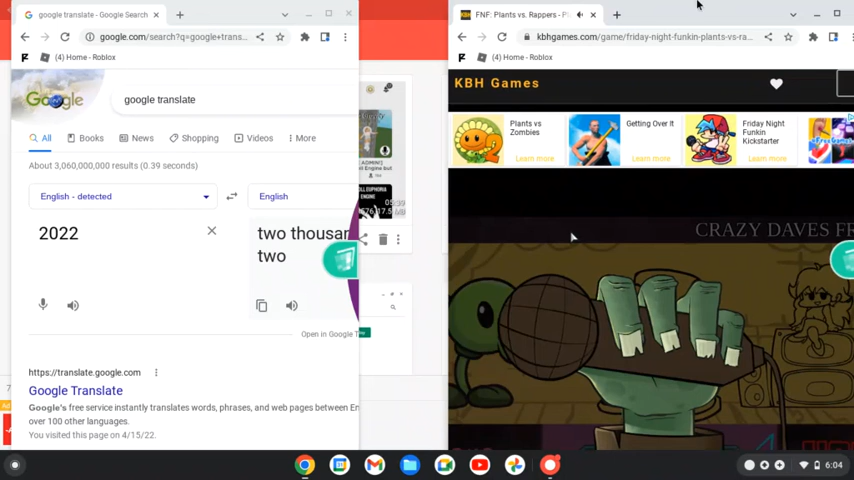 google translate - Google Search
google.com/search?q=google+trans...
(4) Home - Roblox
Google
google translate
All
Books
News
Shopping
Videos
More
About 3,060,000,000 results (0.39 seconds)
English - detected
English
2022
two thousan
two
Open in Google T
https://translate.google.com
Google Translate
Google's free service instantly translates words, phrases, and web pages between En
over 100 other languages.
You visited this page on 4/15/22.
Ad
FNF: Plants vs. Rappers - Pl
kbhgames.com/game/friday-night-funkin-plants-vs-ra...
(4) Home - Roblox
KBH Games
Plants vs
Zombies
Learn more
Getting Over It
Learn more
Friday Night
Funkin
Kickstarter
Learn more
CRAZY DAVES FR
6:04